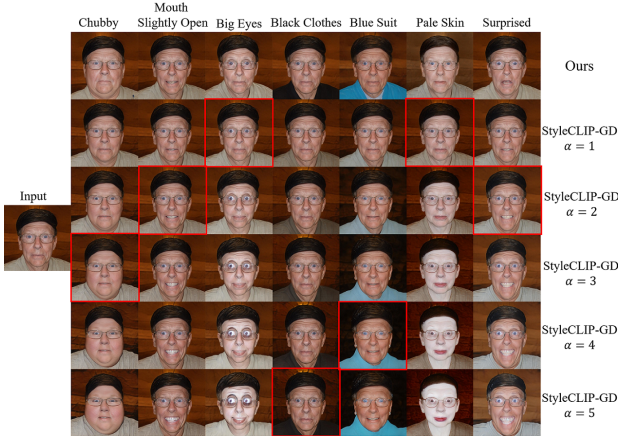 Mouth
Chubby Slightly Open Big Eyes Black Clothes Blue Suit Pale Skin Surprised
Ours
StyleCLIP-GD
α = 1
Input
StyleCLIP-GD
α = 2
StyleCLIP-GD
α = 3
StyleCLIP-GD
α = 4
StyleCLIP-GD
α = 5